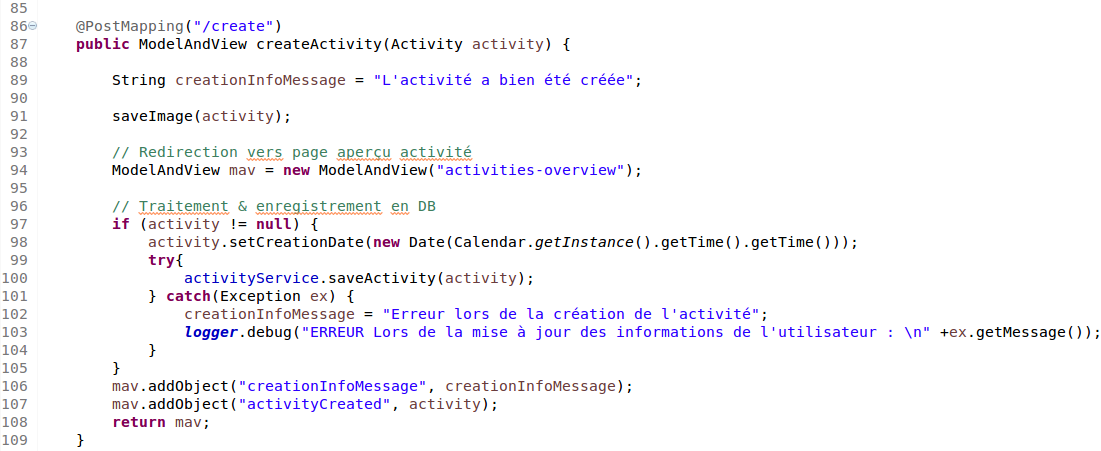 85
86 @PostMapping("/create")
87 public ModelAndView createActivity(Activity activity) {
88
89 String creationInfoMessage = "L'activité a bien été créée";
90
91 saveImage(activity);
92
93 // Redirection vers page aperçu activité
94 ModelAndView mav = new ModelAndView("activities-overview");
95
96 // Traitement & enregistrement en DB
97 if (activity != null) {
98 activity.setCreationDate(new Date(Calendar.getInstance().getTime().getTime()));
99 try{
100 activityService.saveActivity(activity);
101 } catch(Exception ex) {
102 creationInfoMessage = "Erreur lors de la création de l'activité";
103 logger.debug("ERREUR Lors de la mise à jour des informations de l'utilisateur : \n" +ex.getMessage());
104 }
105 }
106 mav.addObject("creationInfoMessage", creationInfoMessage);
107 mav.addObject("activityCreated", activity);
108 return mav;
109 }